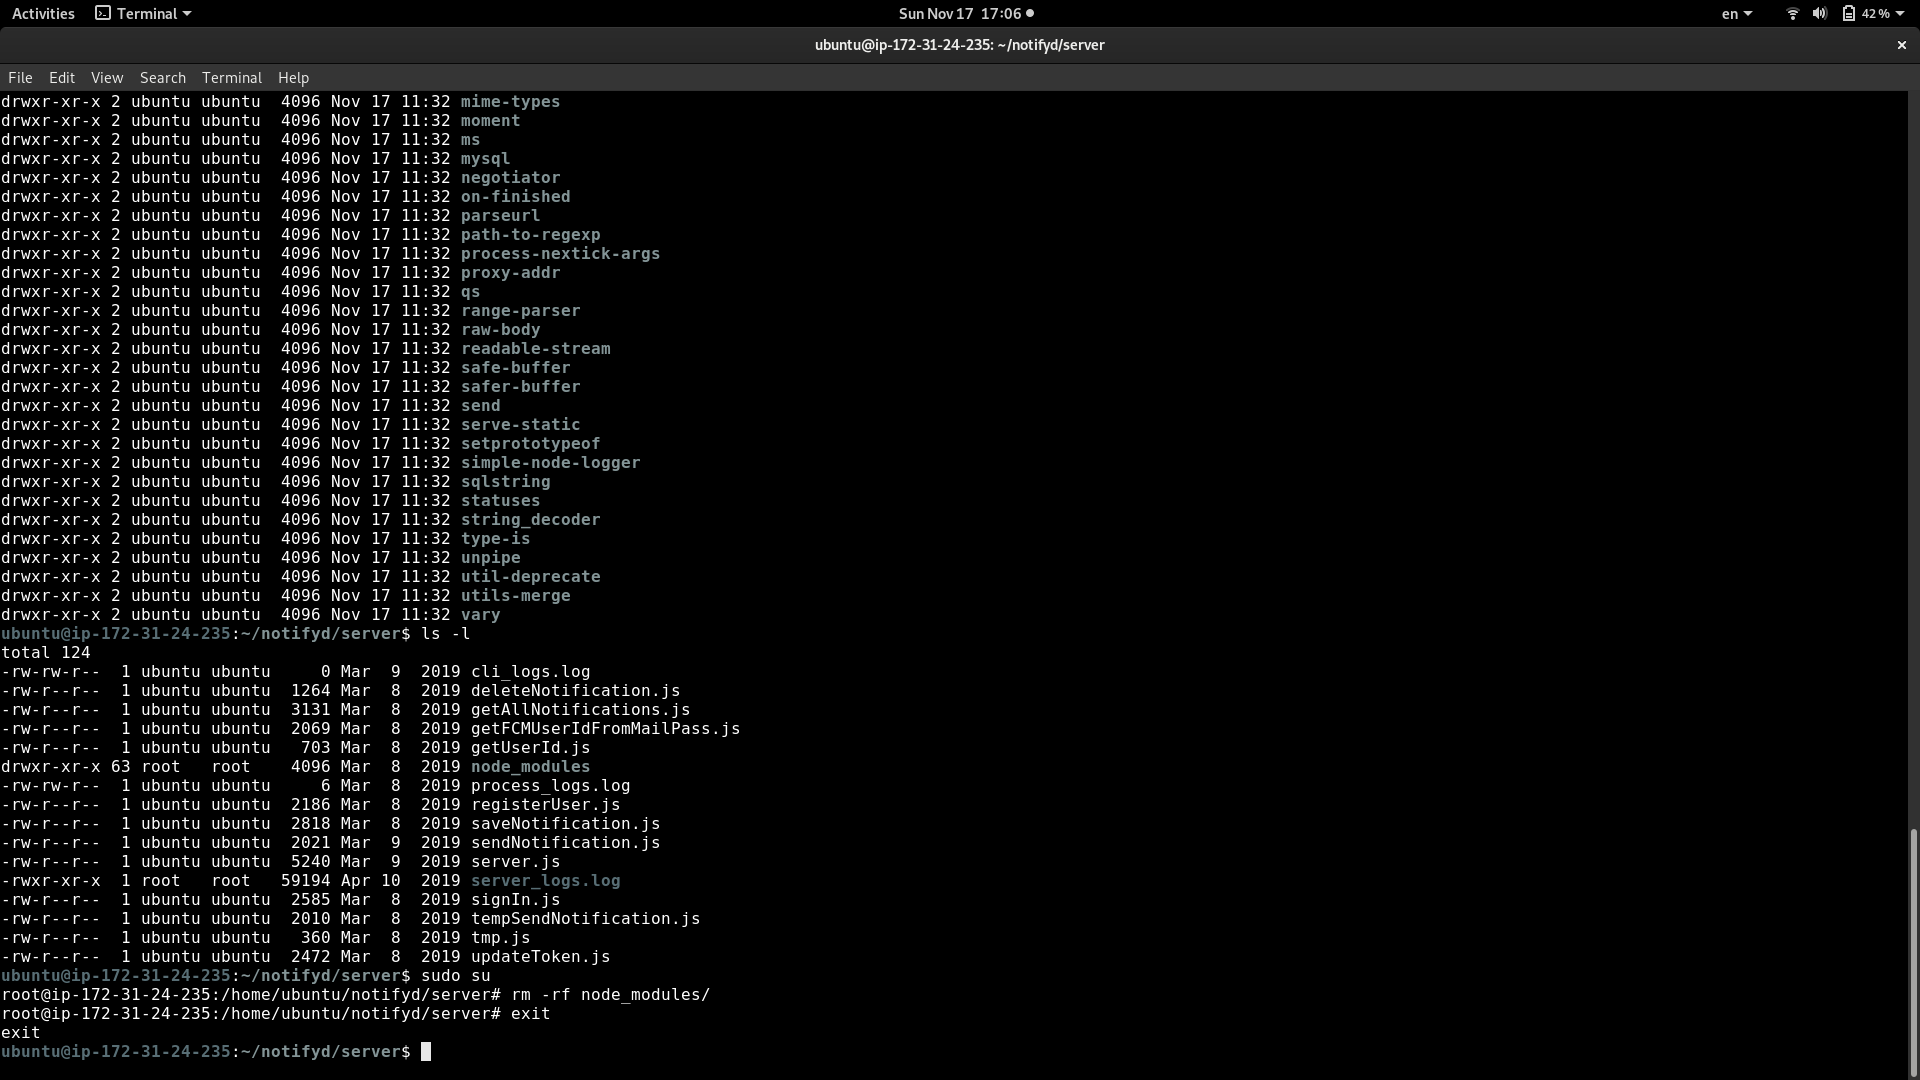 Activities Terminal Sun Nov 17 17:06 en 42 %
ubuntu@ip-172-31-24-235: ~/notifyd/server ×
File Edit View Search Terminal Help
drwxr-xr-x 2 ubuntu ubuntu  4096 Nov 17 11:32 mime-types
drwxr-xr-x 2 ubuntu ubuntu  4096 Nov 17 11:32 moment
drwxr-xr-x 2 ubuntu ubuntu  4096 Nov 17 11:32 ms
drwxr-xr-x 2 ubuntu ubuntu  4096 Nov 17 11:32 mysql
drwxr-xr-x 2 ubuntu ubuntu  4096 Nov 17 11:32 negotiator
drwxr-xr-x 2 ubuntu ubuntu  4096 Nov 17 11:32 on-finished
drwxr-xr-x 2 ubuntu ubuntu  4096 Nov 17 11:32 parseurl
drwxr-xr-x 2 ubuntu ubuntu  4096 Nov 17 11:32 path-to-regexp
drwxr-xr-x 2 ubuntu ubuntu  4096 Nov 17 11:32 process-nextick-args
drwxr-xr-x 2 ubuntu ubuntu  4096 Nov 17 11:32 proxy-addr
drwxr-xr-x 2 ubuntu ubuntu  4096 Nov 17 11:32 qs
drwxr-xr-x 2 ubuntu ubuntu  4096 Nov 17 11:32 range-parser
drwxr-xr-x 2 ubuntu ubuntu  4096 Nov 17 11:32 raw-body
drwxr-xr-x 2 ubuntu ubuntu  4096 Nov 17 11:32 readable-stream
drwxr-xr-x 2 ubuntu ubuntu  4096 Nov 17 11:32 safe-buffer
drwxr-xr-x 2 ubuntu ubuntu  4096 Nov 17 11:32 safer-buffer
drwxr-xr-x 2 ubuntu ubuntu  4096 Nov 17 11:32 send
drwxr-xr-x 2 ubuntu ubuntu  4096 Nov 17 11:32 serve-static
drwxr-xr-x 2 ubuntu ubuntu  4096 Nov 17 11:32 setprototypeof
drwxr-xr-x 2 ubuntu ubuntu  4096 Nov 17 11:32 simple-node-logger
drwxr-xr-x 2 ubuntu ubuntu  4096 Nov 17 11:32 sqlstring
drwxr-xr-x 2 ubuntu ubuntu  4096 Nov 17 11:32 statuses
drwxr-xr-x 2 ubuntu ubuntu  4096 Nov 17 11:32 string_decoder
drwxr-xr-x 2 ubuntu ubuntu  4096 Nov 17 11:32 type-is
drwxr-xr-x 2 ubuntu ubuntu  4096 Nov 17 11:32 unpipe
drwxr-xr-x 2 ubuntu ubuntu  4096 Nov 17 11:32 util-deprecate
drwxr-xr-x 2 ubuntu ubuntu  4096 Nov 17 11:32 utils-merge
drwxr-xr-x 2 ubuntu ubuntu  4096 Nov 17 11:32 vary
ubuntu@ip-172-31-24-235:~/notifyd/server$ ls -l
total 124
-rw-rw-r--  1 ubuntu ubuntu     0 Mar  9  2019 cli_logs.log
-rw-r--r--  1 ubuntu ubuntu  1264 Mar  8  2019 deleteNotification.js
-rw-r--r--  1 ubuntu ubuntu  3131 Mar  8  2019 getAllNotifications.js
-rw-r--r--  1 ubuntu ubuntu  2069 Mar  8  2019 getFCMUserIdFromMailPass.js
-rw-r--r--  1 ubuntu ubuntu   703 Mar  8  2019 getUserId.js
drwxr-xr-x 63 root   root    4096 Mar  8  2019 node_modules
-rw-rw-r--  1 ubuntu ubuntu     6 Mar  8  2019 process_logs.log
-rw-r--r--  1 ubuntu ubuntu  2186 Mar  8  2019 registerUser.js
-rw-r--r--  1 ubuntu ubuntu  2818 Mar  8  2019 saveNotification.js
-rw-r--r--  1 ubuntu ubuntu  2021 Mar  9  2019 sendNotification.js
-rw-r--r--  1 ubuntu ubuntu  5240 Mar  9  2019 server.js
-rwxr-xr-x  1 root   root   59194 Apr 10  2019 server_logs.log
-rw-r--r--  1 ubuntu ubuntu  2585 Mar  8  2019 signIn.js
-rw-r--r--  1 ubuntu ubuntu  2010 Mar  8  2019 tempSendNotification.js
-rw-r--r--  1 ubuntu ubuntu   360 Mar  8  2019 tmp.js
-rw-r--r--  1 ubuntu ubuntu  2472 Mar  8  2019 updateToken.js
ubuntu@ip-172-31-24-235:~/notifyd/server$ sudo su
root@ip-172-31-24-235:/home/ubuntu/notifyd/server# rm -rf node_modules/
root@ip-172-31-24-235:/home/ubuntu/notifyd/server# exit
exit
ubuntu@ip-172-31-24-235:~/notifyd/server$